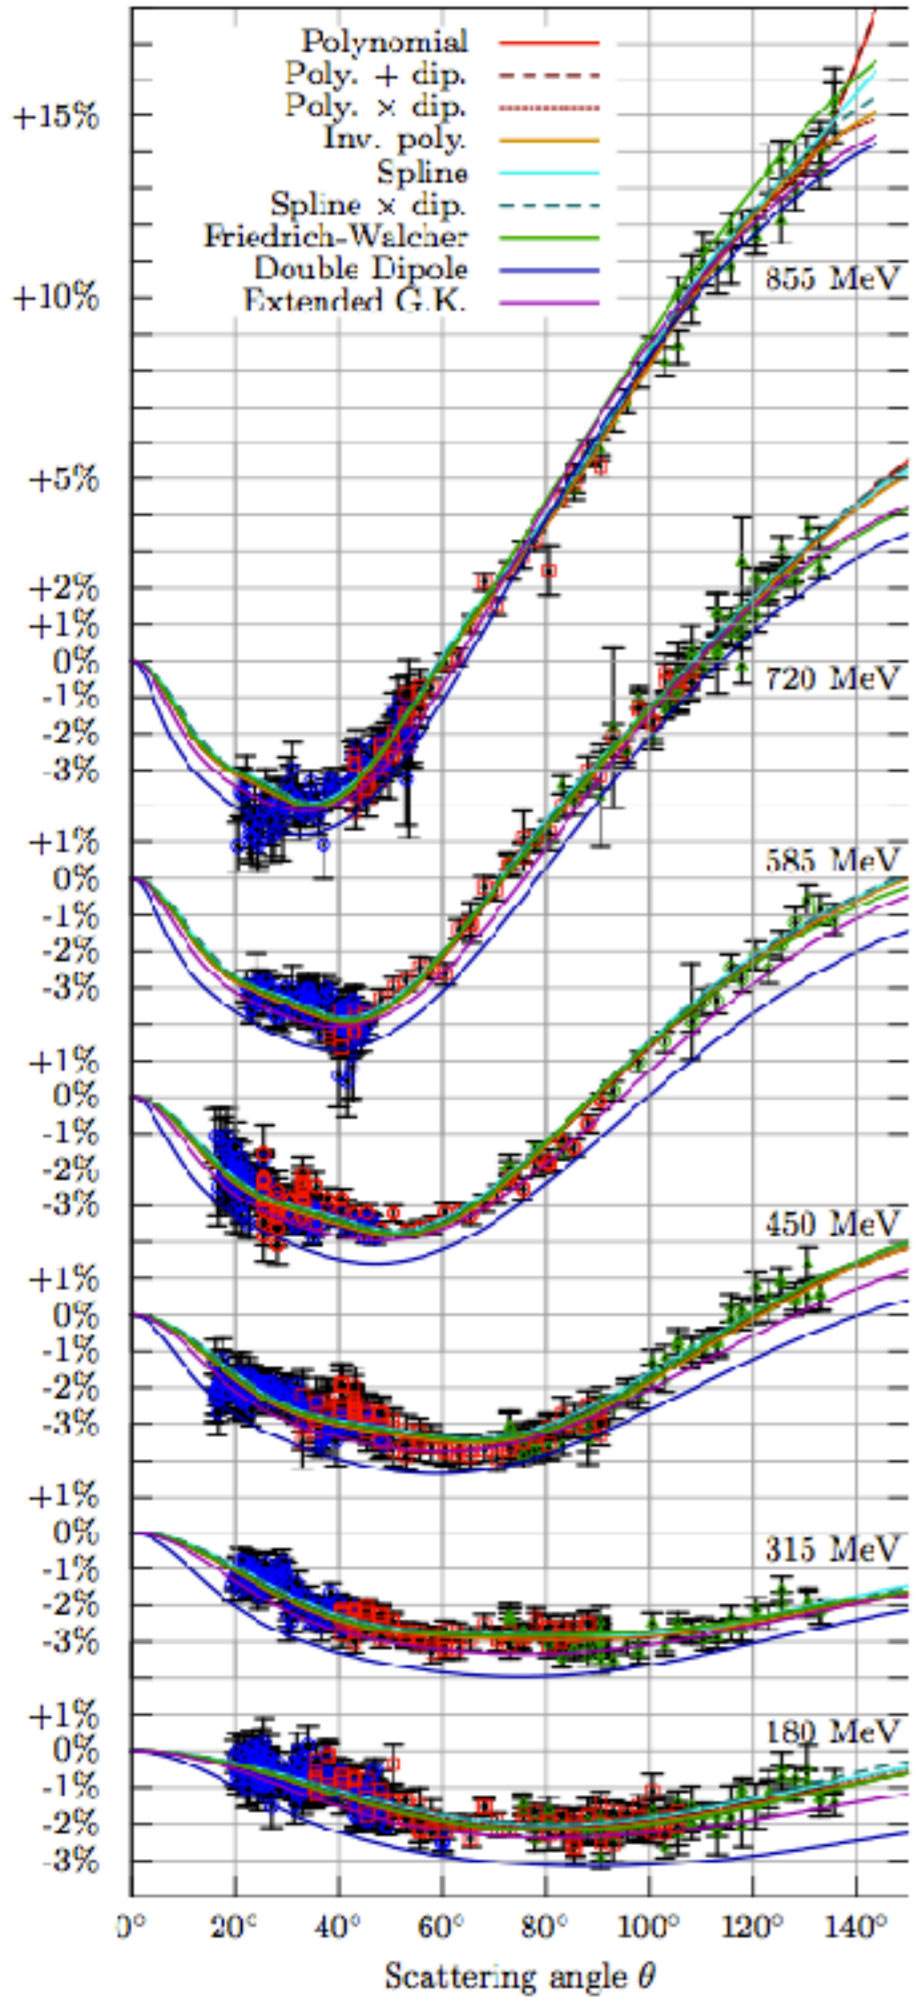 Polynomial
Poly. + dip.
Poly. × dip.
Inv. poly.
Spline
Spline × dip.
Friedrich-Walcher
Double Dipole
Extended G.K.
+15%
+10%
855 MeV
+5%
+2%
+1%
0%
-1%
-2%
-3%
720 MeV
+1%
0%
-1%
-2%
-3%
585 MeV
+1%
0%
-1%
-2%
-3%
450 MeV
+1%
0%
-1%
-2%
-3%
315 MeV
+1%
0%
-1%
-2%
-3%
180 MeV
+1%
0%
-1%
-2%
-3%
0° 20° 40° 60° 80° 100° 120° 140°
Scattering angle θ